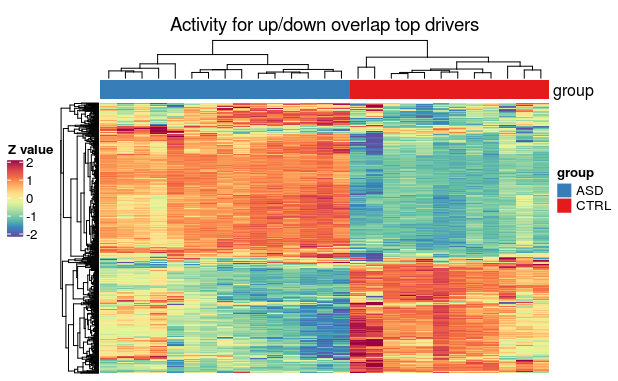 Activity for up/down overlap top drivers
group
Z value
2
1
0
-1
-2
group
ASD
CTRL